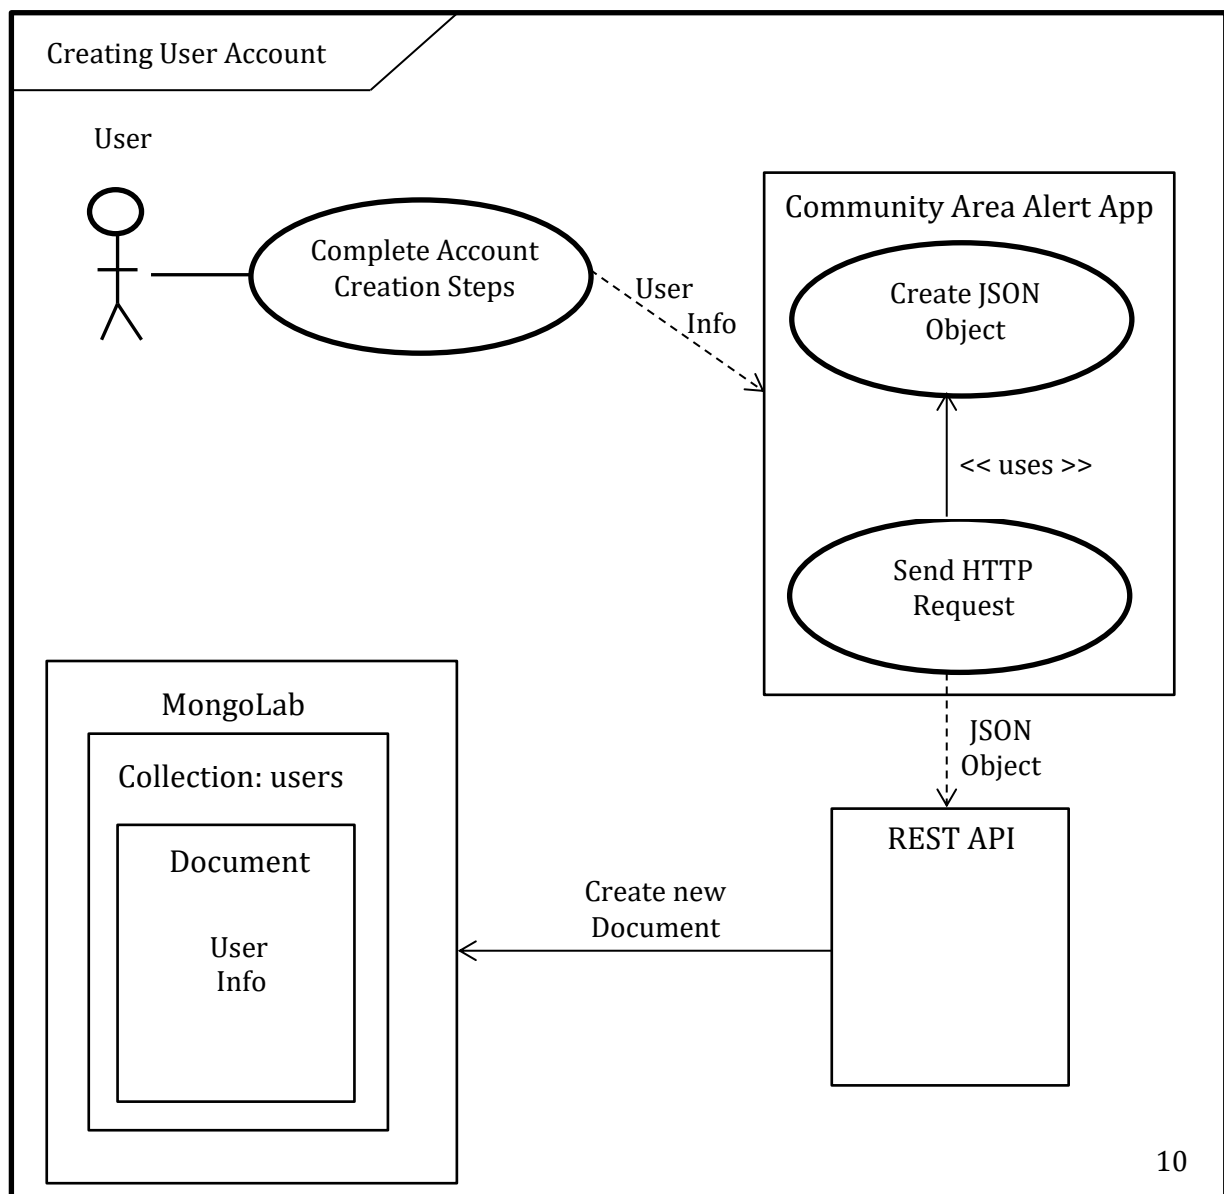 Creating User Account
User
Complete Account
Creation Steps
User
Info
Community Area Alert App
Create JSON
Object
<< uses >>
Send HTTP
Request
JSON
Object
REST API
Create new
Document
MongoLab
Collection: users
Document
User
Info
10